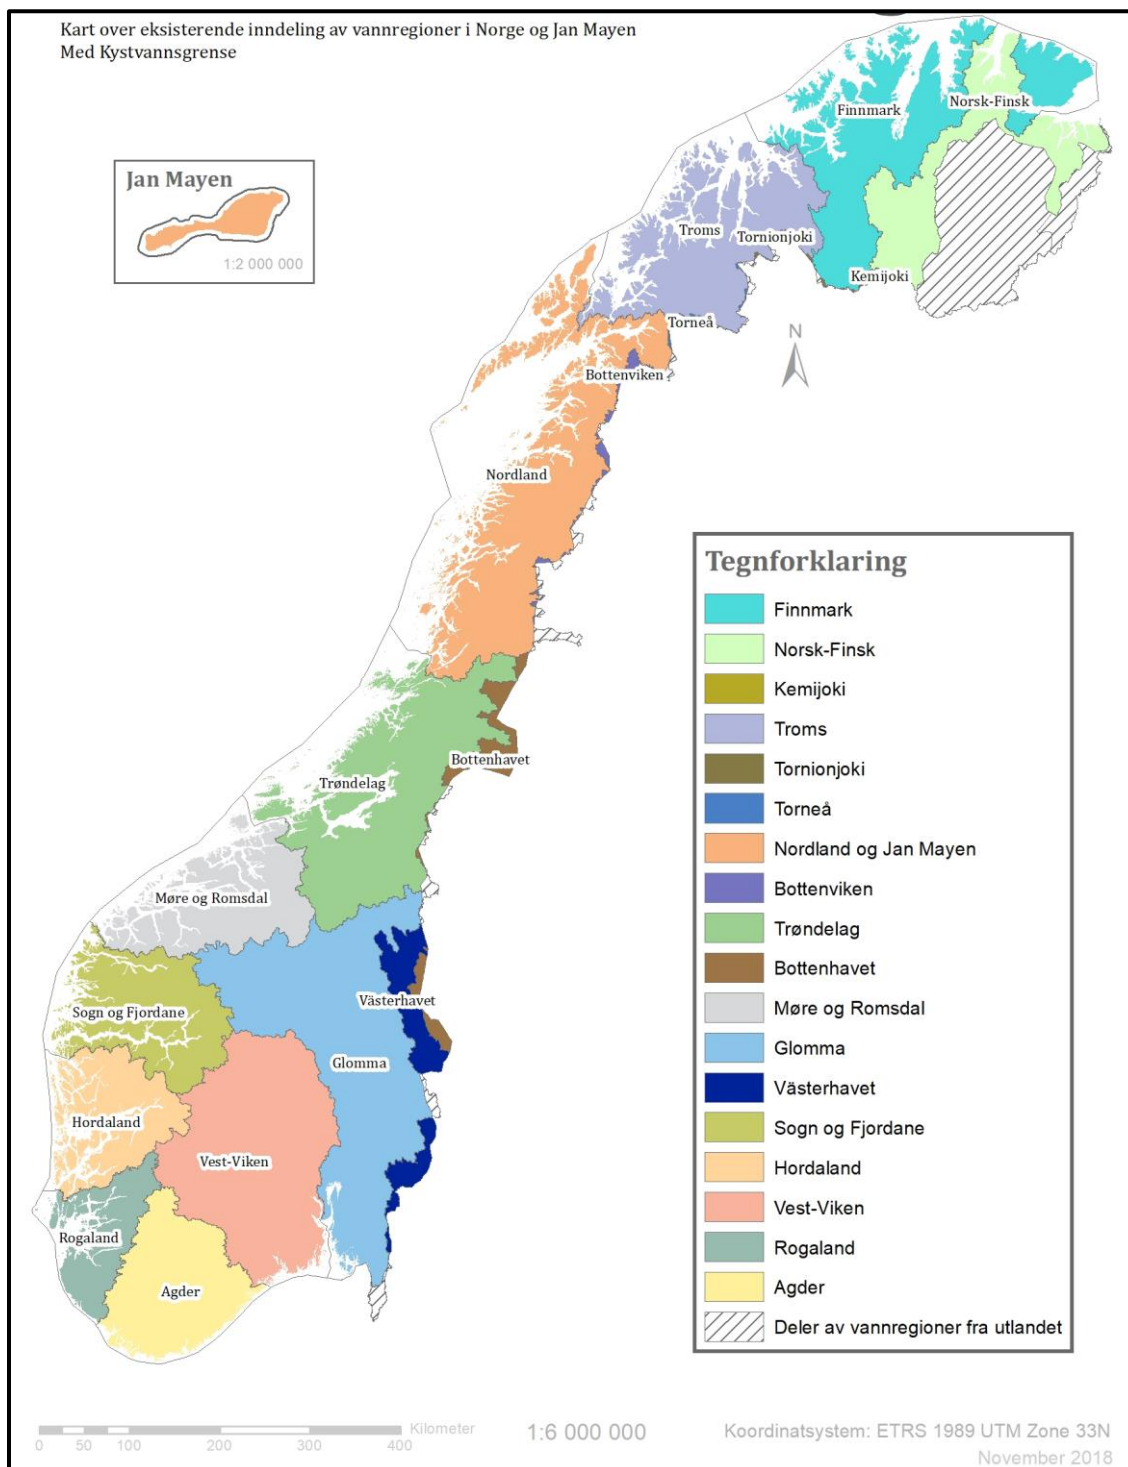 Kart over eksisterende inndeling av vannregioner i Norge og Jan Mayen
Med Kystvannsgrense
Jan Mayen
1:2 000 000
Finnmark
Norsk-Finsk
Troms
Tornionjoki
Kemijoki
Torneå
N
Bottenviken
Nordland
Bottenhavet
Trøndelag
Møre og Romsdal
Västerhavet
Sogn og Fjordane
Glomma
Hordaland
Vest-Viken
Rogaland
Agder
Tegnforklaring
Finnmark
Norsk-Finsk
Kemijoki
Troms
Tornionjoki
Torneå
Nordland og Jan Mayen
Bottenviken
Trøndelag
Bottenhavet
Møre og Romsdal
Glomma
Västerhavet
Sogn og Fjordane
Hordaland
Vest-Viken
Rogaland
Agder
Deler av vannregioner fra utlandet
Kilometer
0 50 100 200 300 400
1:6 000 000
Koordinatsystem: ETRS 1989 UTM Zone 33N
November 2018